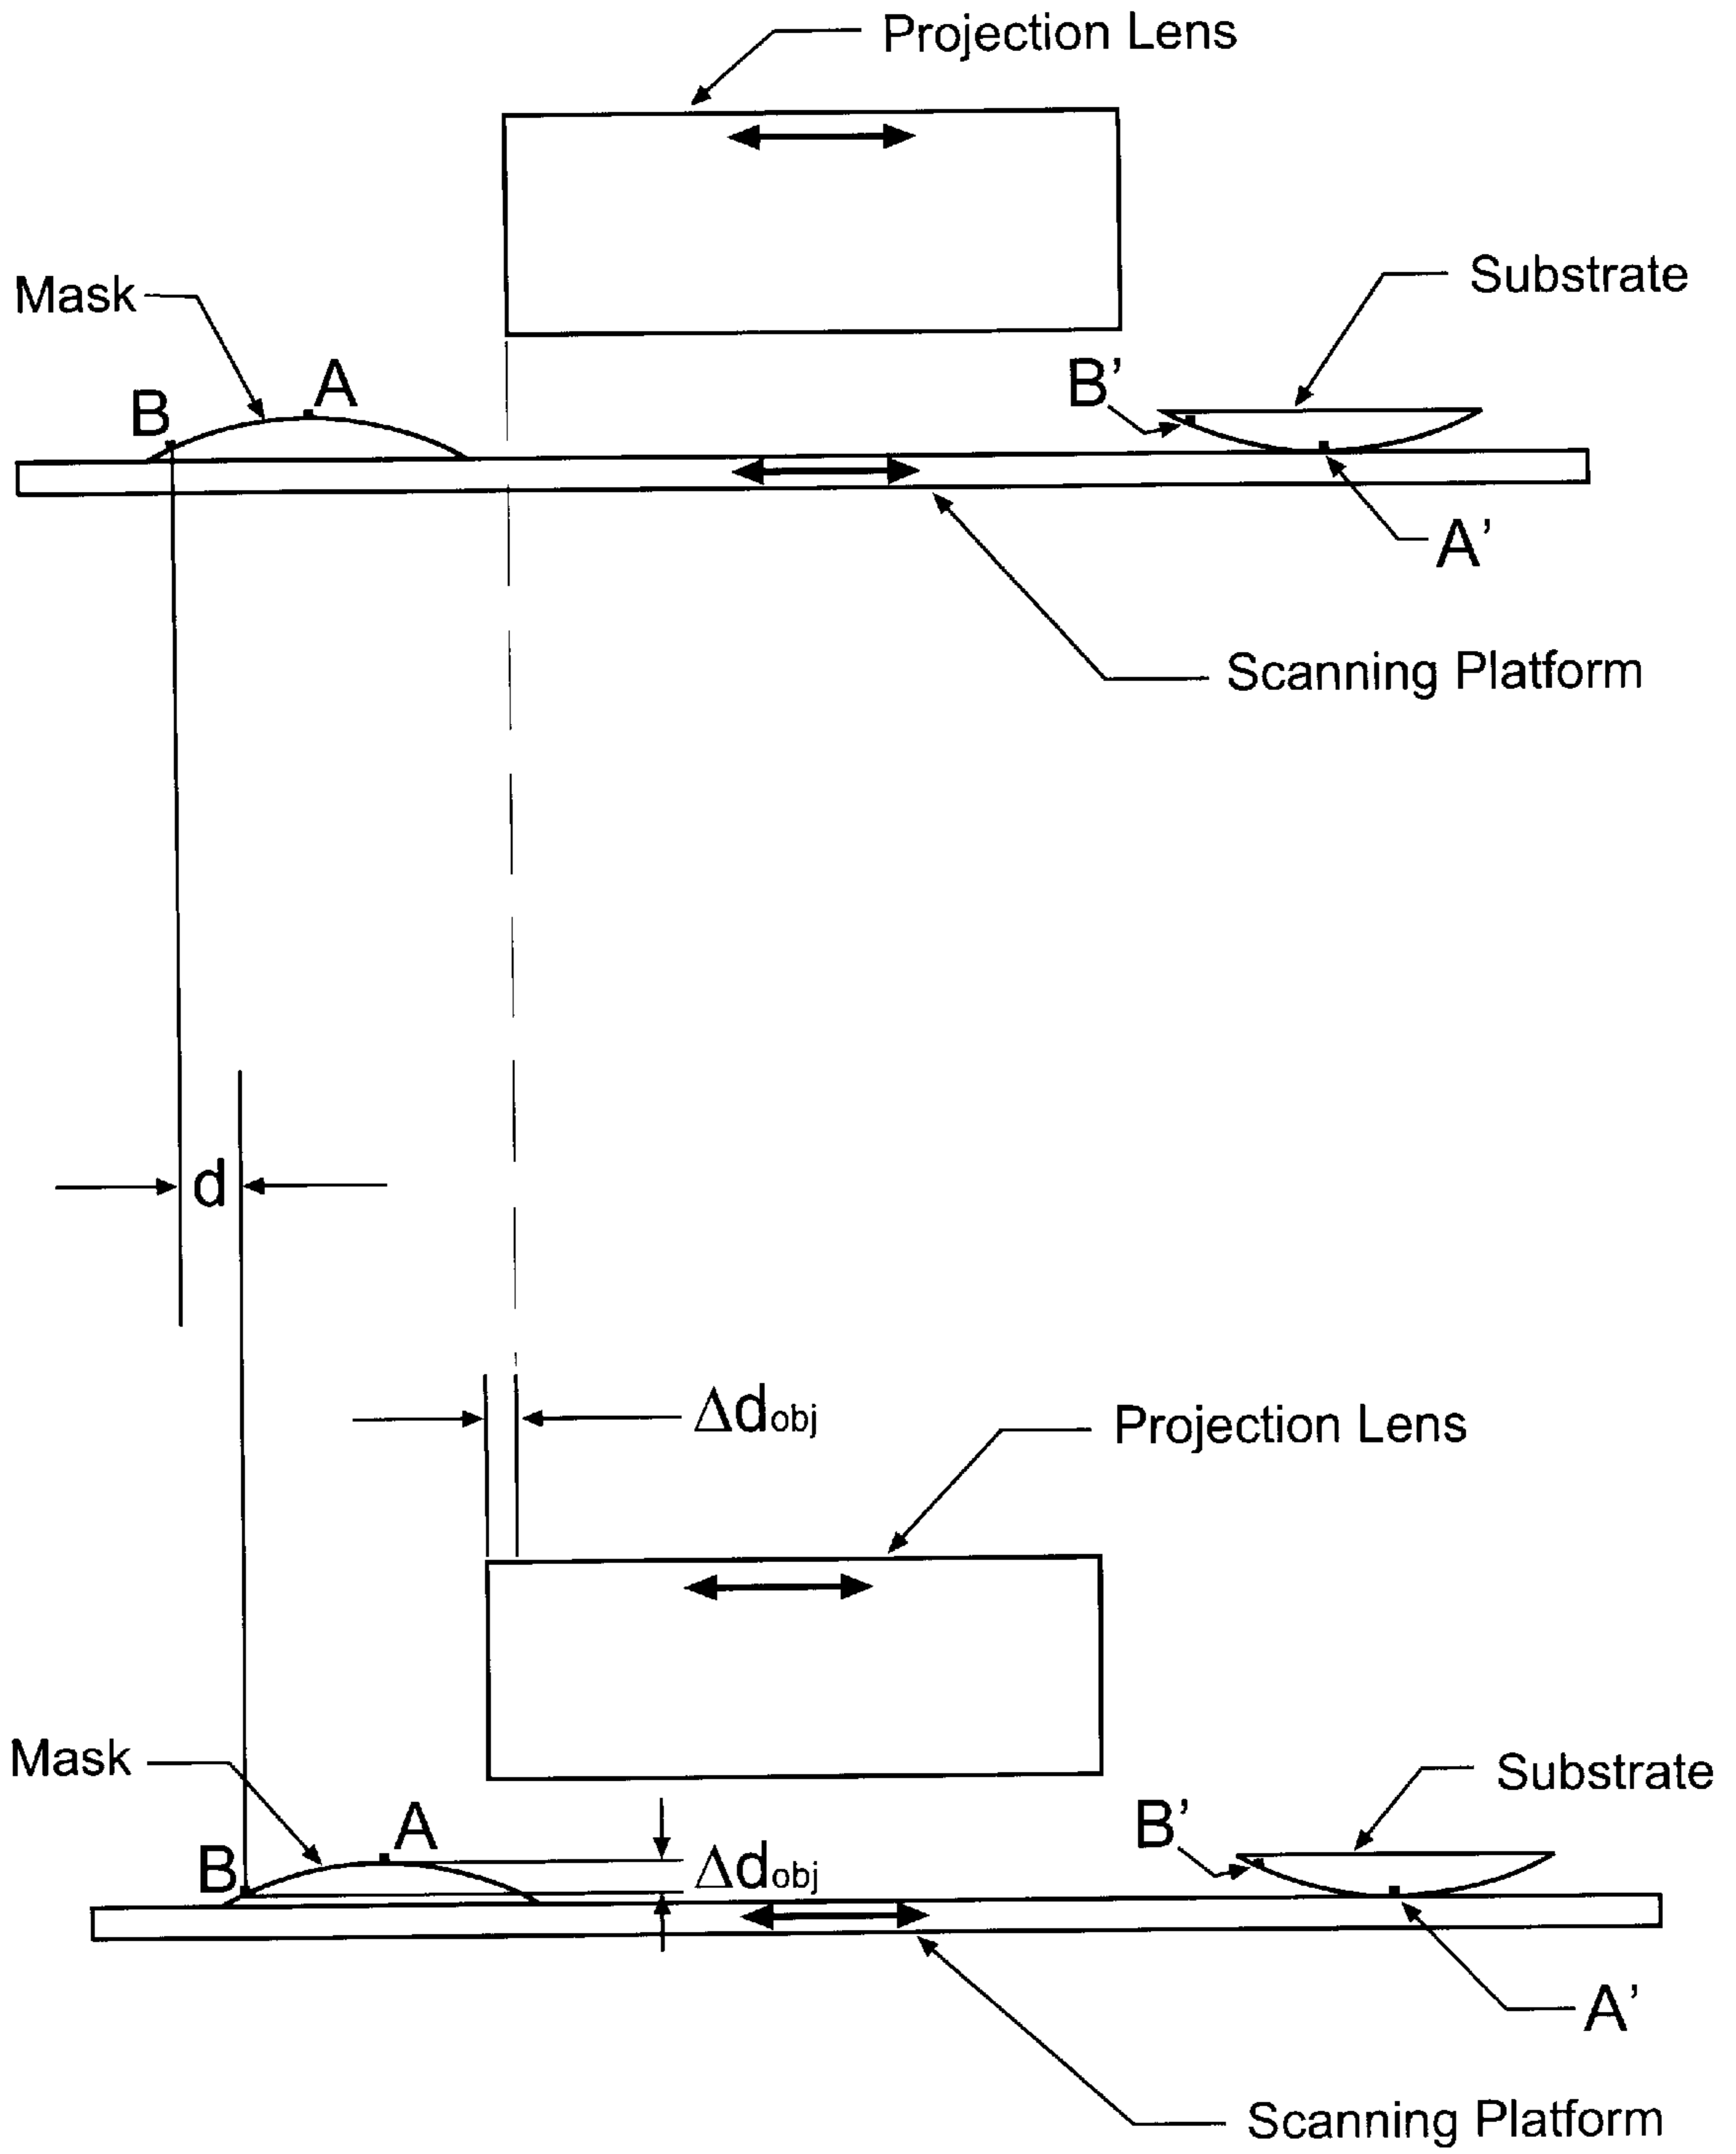 Projection Lens
Mask
Substrate
A
B
B’
A’
Scanning Platform
d
Δdobj
Projection Lens
Mask
Substrate
A
B
B’
Δdobj
A’
Scanning Platform